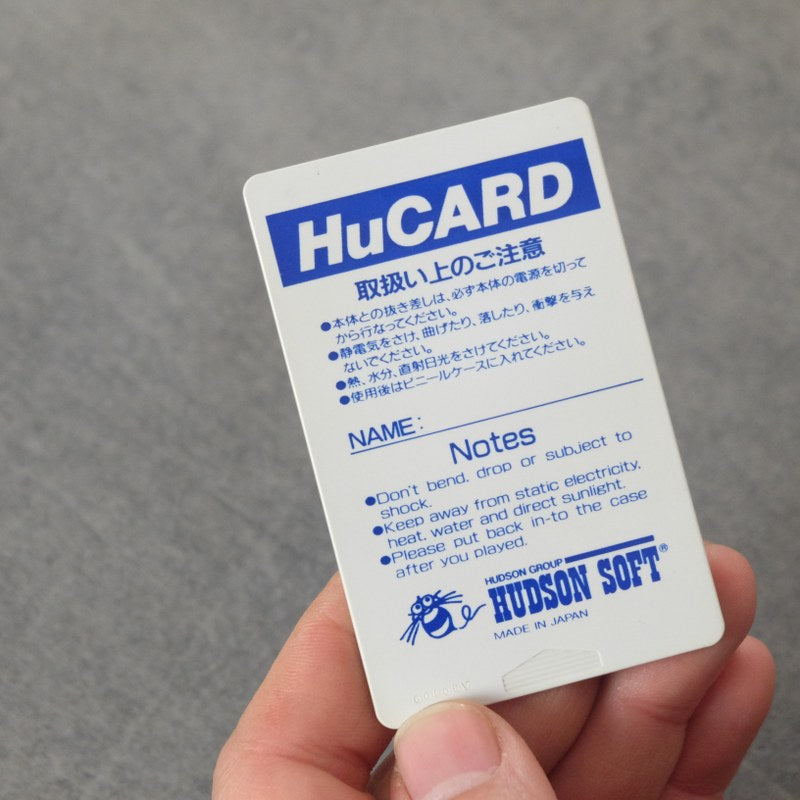 HuCARD
取扱い上のご注意
●本体との抜き差しは、必ず本体の電源を切って
から行なってください。
●静電気をさけ、曲げたり、落したり、衝撃を与え
ないでください。
●熱、水分、直射日光をさけてください。
●使用後はビニールケースに入れてください。
NAME:
Notes
●Don't bend, drop or subject to
shock.
●Keep away from static electricity,
heat, water and direct sunlight.
●Please put back in-to the case
after you played.
HUDSON GROUP
HUDSON SOFT®
MADE IN JAPAN